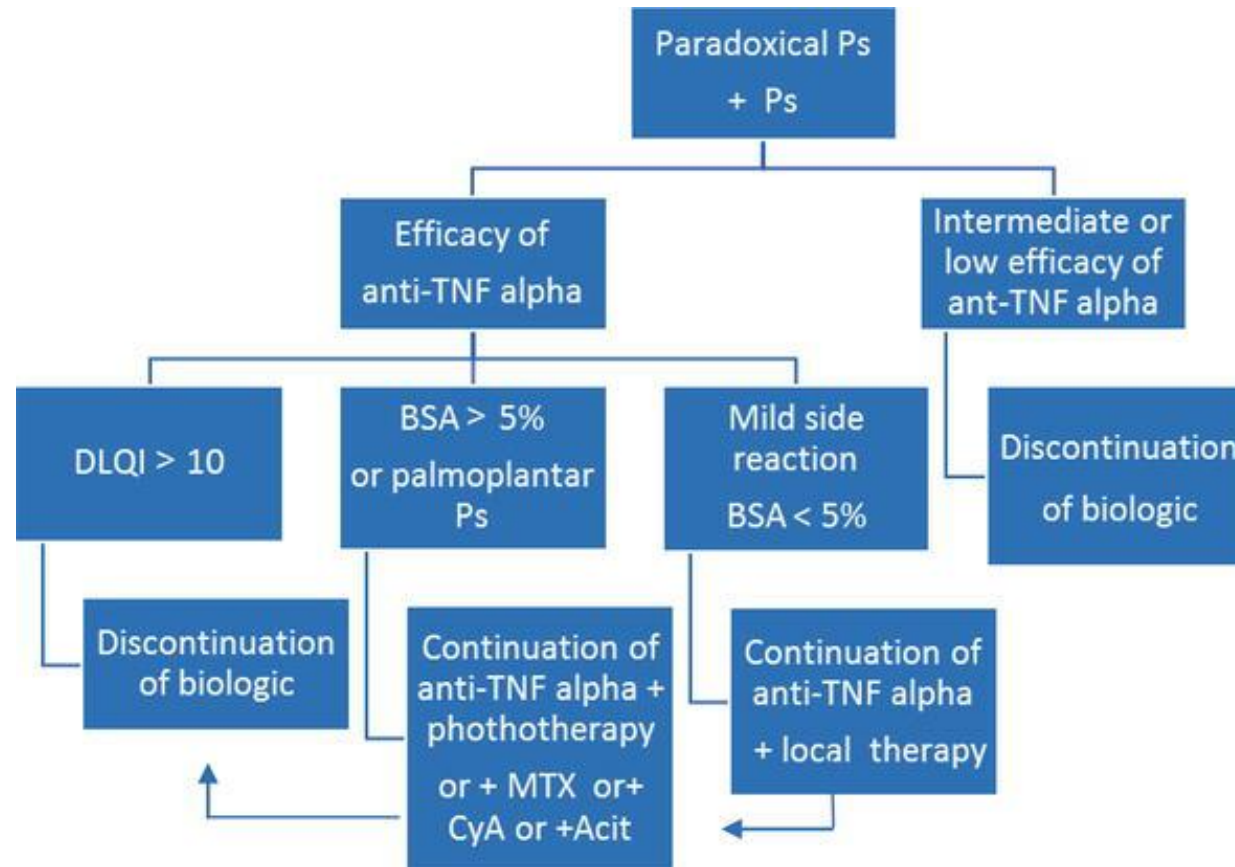 Paradoxical Ps
+ Ps
Efficacy of
anti-TNF alpha
Intermediate or
low efficacy of
ant-TNF alpha
DLQI > 10
BSA > 5%
or palmoplantar
Ps
Mild side
reaction
BSA < 5%
Discontinuation
of biologic
Discontinuation
of biologic
Continuation of
anti-TNF alpha +
phothotherapy
or + MTX or+
CyA or +Acit
Continuation of
anti-TNF alpha
+ local therapy